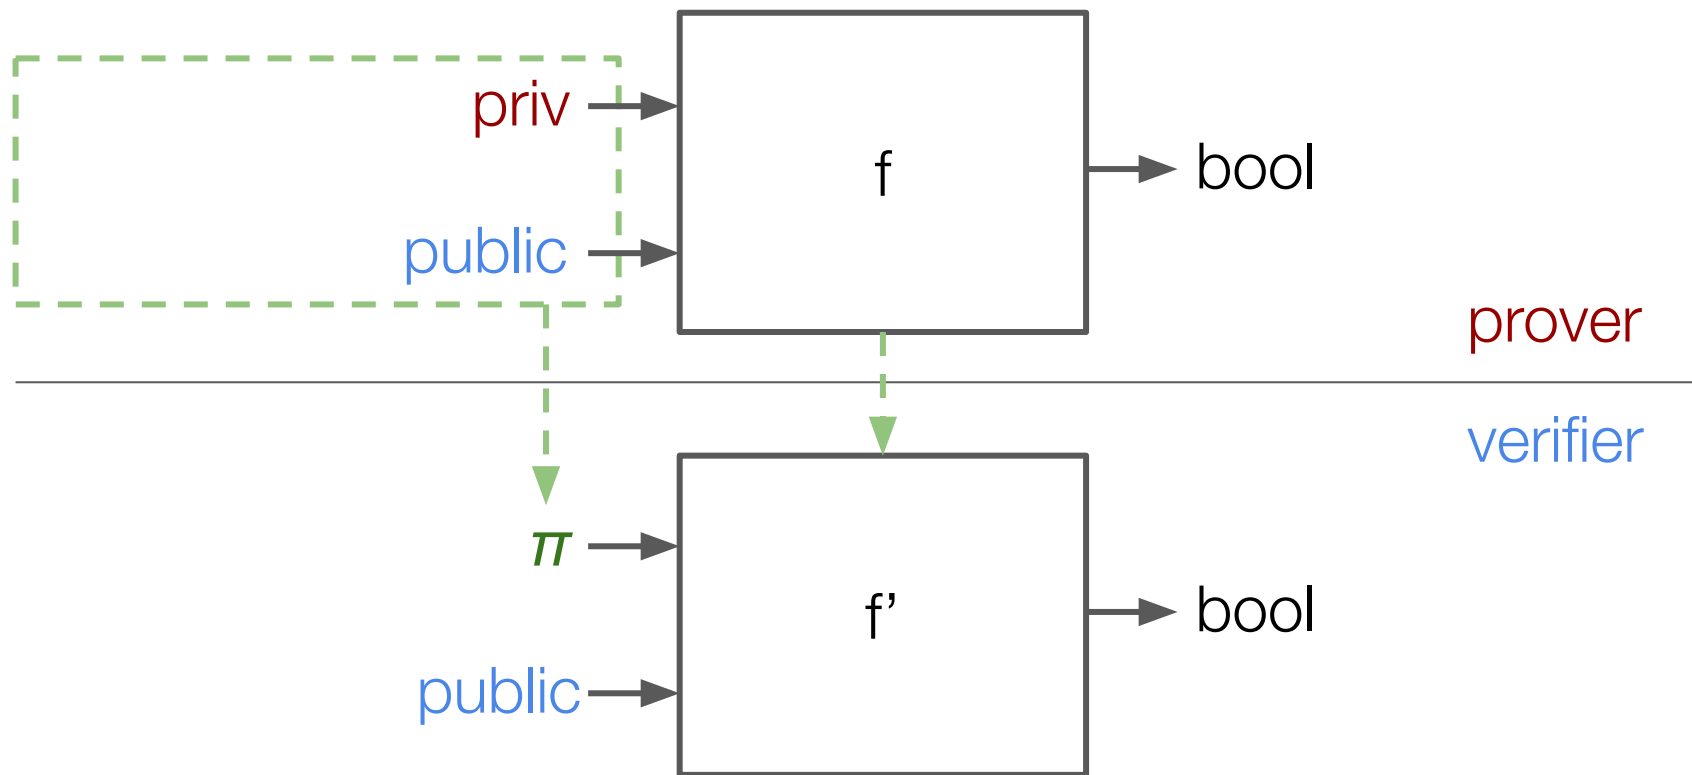 priv
f
bool
public
prover
verifier
π
f’
bool
public